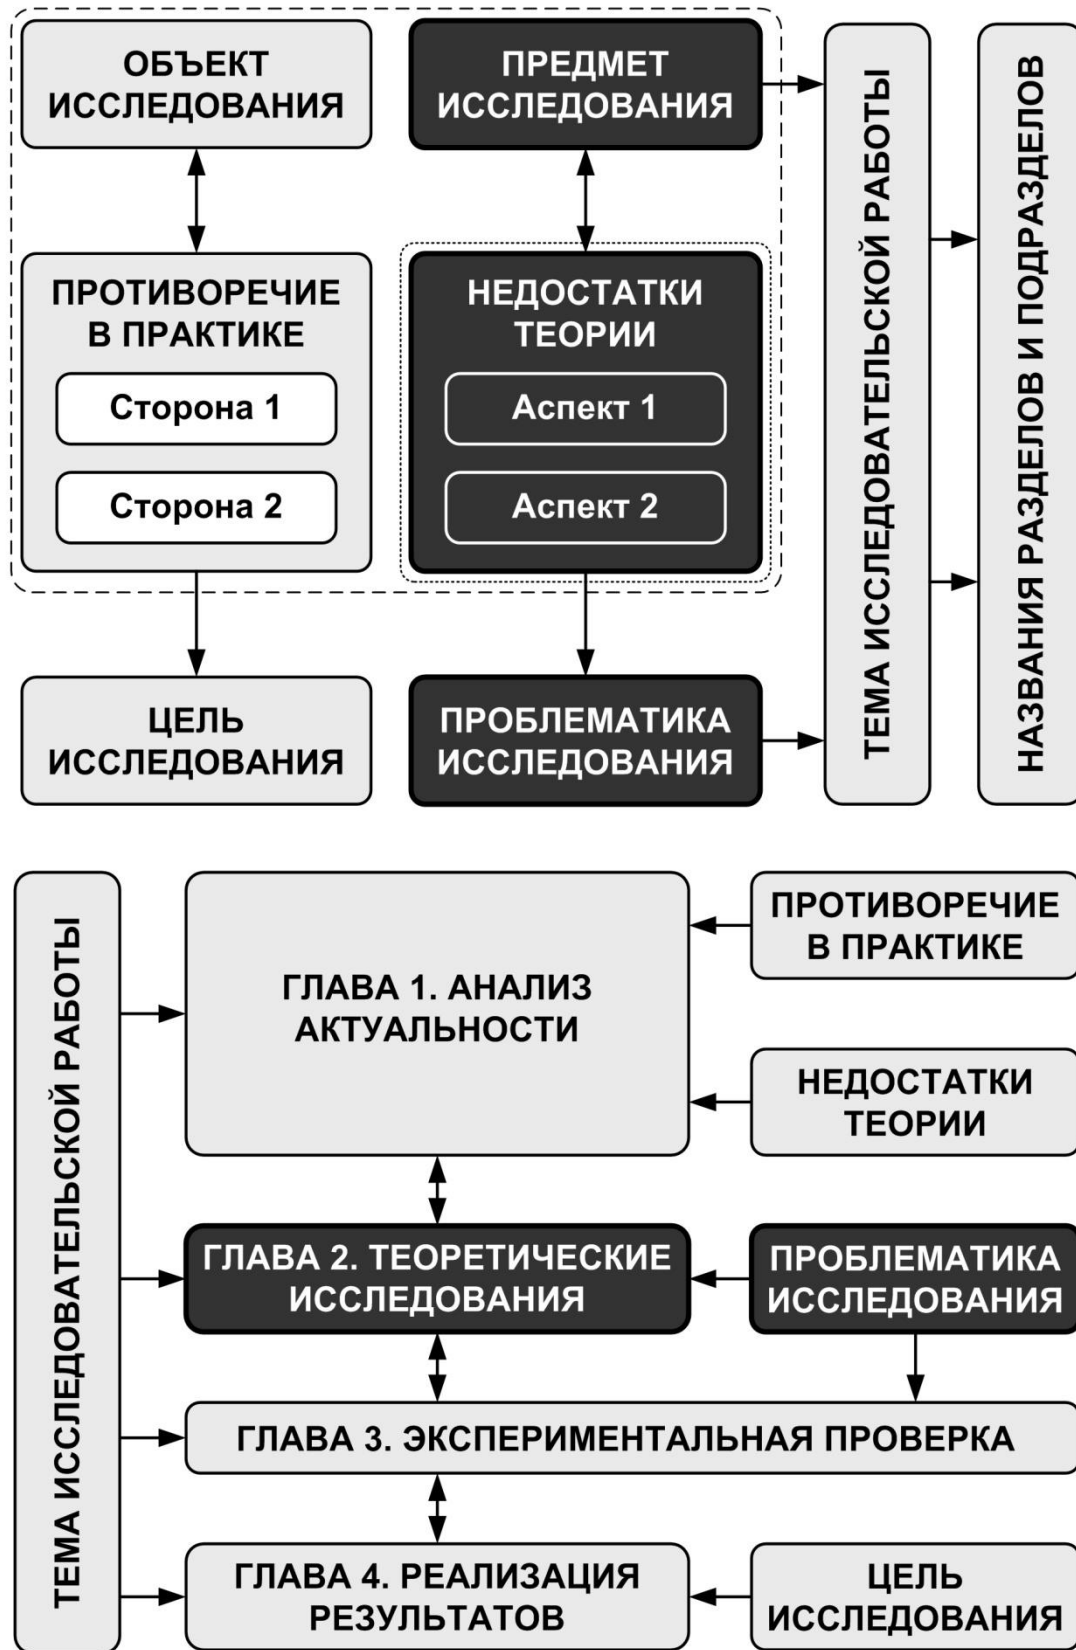 ОБЪЕКТ
ИССЛЕДОВАНИЯ
ПРЕДМЕТ
ИССЛЕДОВАНИЯ
ПРОТИВОРЕЧИЕ
В ПРАКТИКЕ
Сторона 1
Сторона 2
НЕДОСТАТКИ
ТЕОРИИ
Аспект 1
Аспект 2
ЦЕЛЬ
ИССЛЕДОВАНИЯ
ПРОБЛЕМАТИКА
ИССЛЕДОВАНИЯ
ТЕМА ИССЛЕДОВАТЕЛЬСКОЙ РАБОТЫ
НАЗВАНИЯ РАЗДЕЛОВ И ПОДРАЗДЕЛОВ
ТЕМА ИССЛЕДОВАТЕЛЬСКОЙ РАБОТЫ
ГЛАВА 1. АНАЛИЗ
АКТУАЛЬНОСТИ
ПРОТИВОРЕЧИЕ
В ПРАКТИКЕ
НЕДОСТАТКИ
ТЕОРИИ
ГЛАВА 2. ТЕОРЕТИЧЕСКИЕ
ИССЛЕДОВАНИЯ
ПРОБЛЕМАТИКА
ИССЛЕДОВАНИЯ
ГЛАВА 3. ЭКСПЕРИМЕНТАЛЬНАЯ ПРОВЕРКА
ГЛАВА 4. РЕАЛИЗАЦИЯ
РЕЗУЛЬТАТОВ
ЦЕЛЬ
ИССЛЕДОВАНИЯ